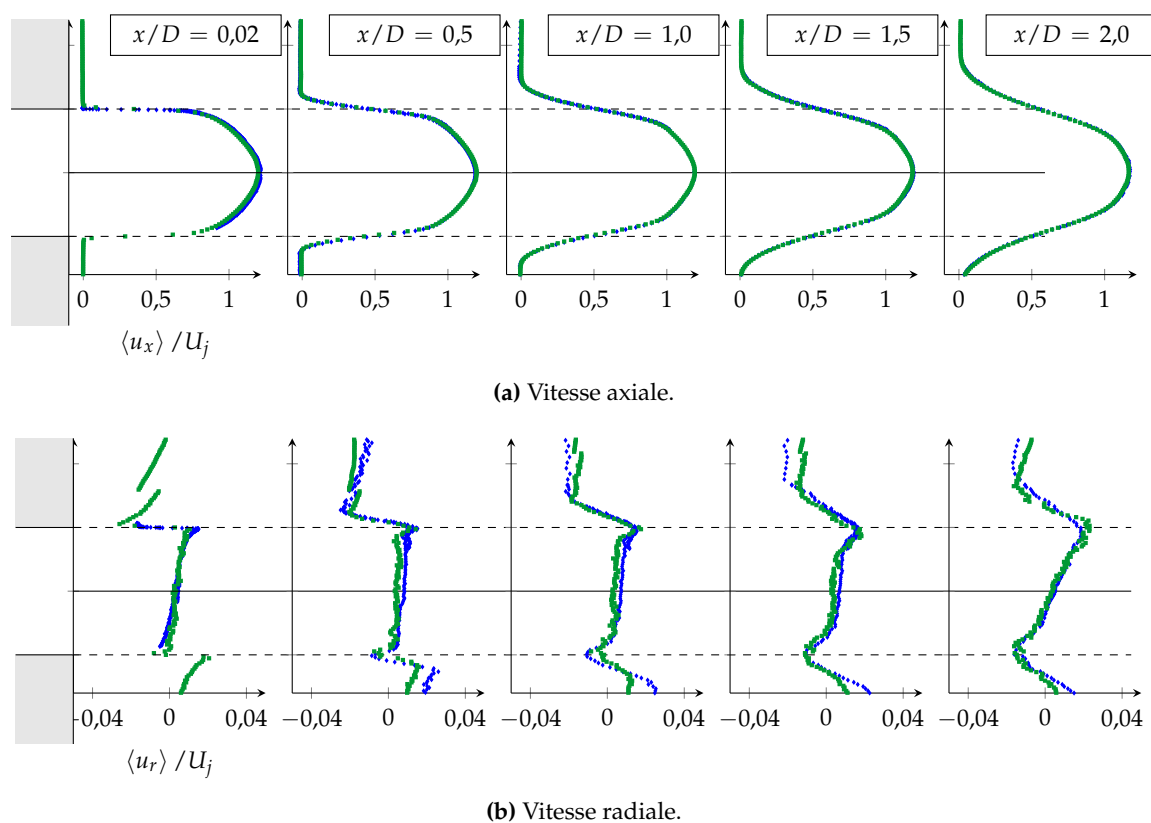 x/D = 0,02
x/D = 0,5
x/D = 1,0
x/D = 1,5
x/D = 2,0
0 0,5 1
0 0,5 1
0 0,5 1
0 0,5 1
0 0,5 1
⟨u_x⟩ /U_j
(a) Vitesse axiale.
−0,04 0 0,04
−0,04 0 0,04
−0,04 0 0,04
−0,04 0 0,04
−0,04 0 0,04
⟨u_r⟩ /U_j
(b) Vitesse radiale.